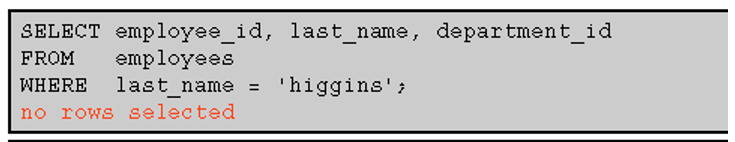 SELECT employee_id, last_name, department_id
FROM   employees
WHERE  last_name = 'higgins';
no rows selected